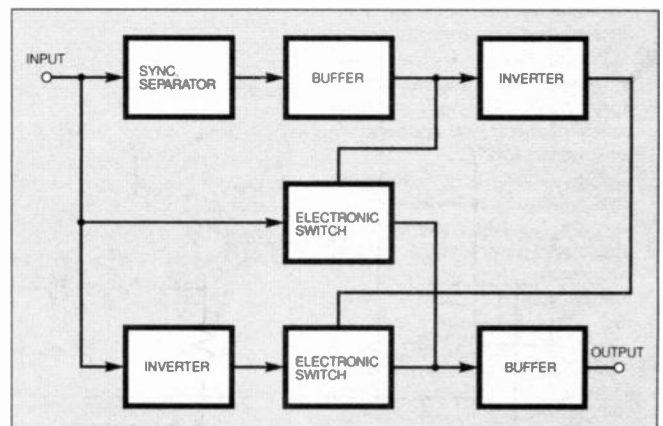 INPUT
SYNC.
SEPARATOR
BUFFER
INVERTER
ELECTRONIC
SWITCH
INVERTER
ELECTRONIC
SWITCH
BUFFER
OUTPUT